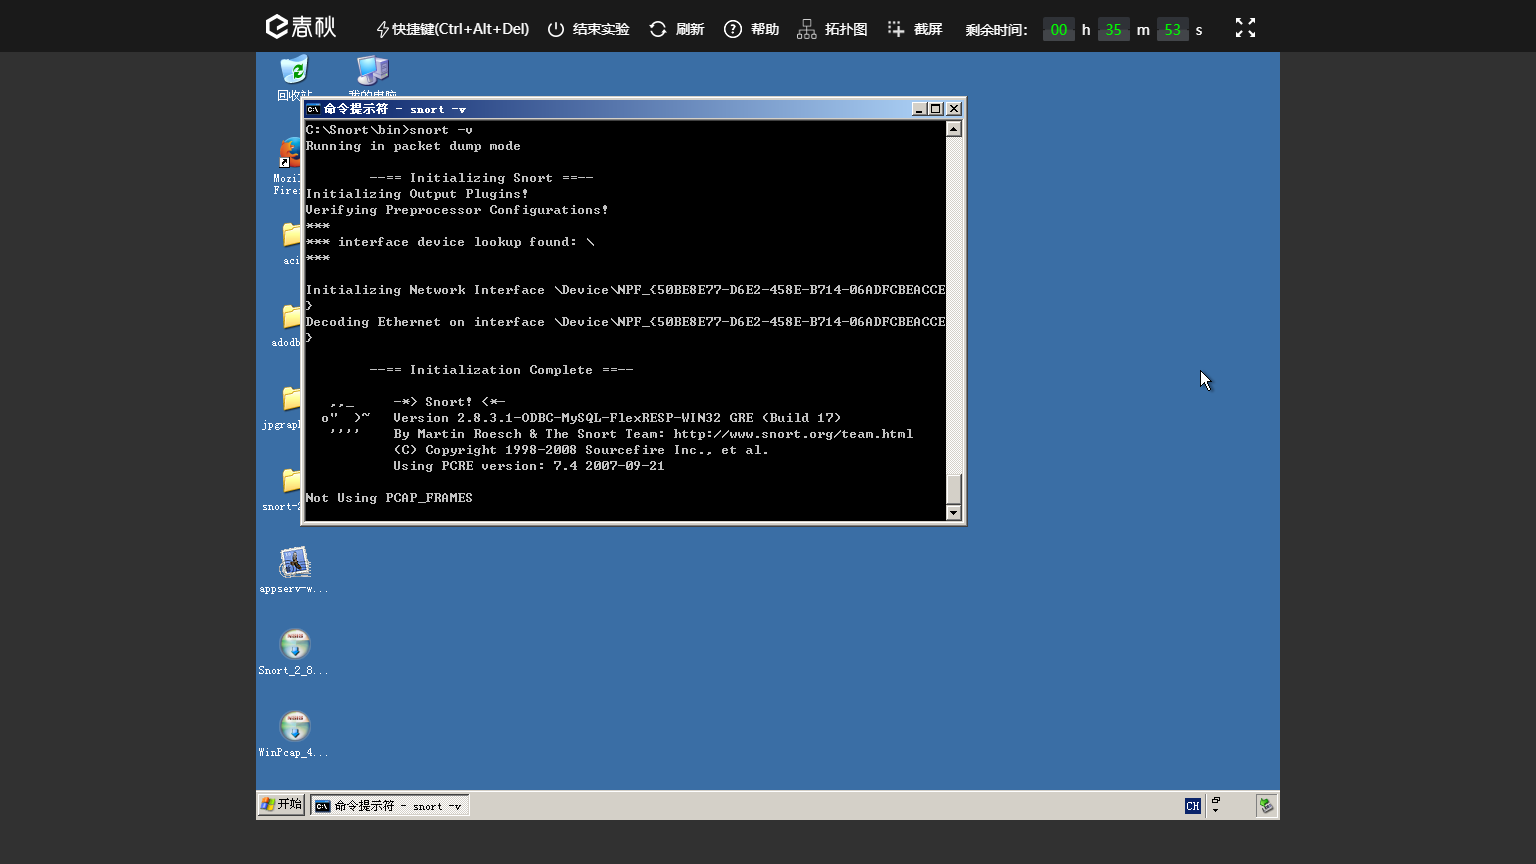 春秋 快捷键(Ctrl+Alt+Del) 结束实验 刷新 帮助 拓扑图 截屏 剩余时间: 00 h 35 m 53 s
回收站
我的电脑
命令提示符 - snort -v
C:\Snort\bin>snort -v
Running in packet dump mode
--== Initializing Snort ==--
Initializing Output Plugins!
Verifying Preprocessor Configurations!
***
*** interface device lookup found: \
***
Initializing Network Interface \Device\NPF_{50BE8E77-D6E2-458E-B714-06ADFCBEACCE
}
Decoding Ethernet on interface \Device\NPF_{50BE8E77-D6E2-458E-B714-06ADFCBEACCE
}
--== Initialization Complete ==--
,,_ -*> Snort! <*-
o" )~ Version 2.8.3.1-ODBC-MySQL-FlexRESP-WIN32 GRE (Build 17)
'''' By Martin Roesch & The Snort Team: http://www.snort.org/team.html
(C) Copyright 1998-2008 Sourcefire Inc., et al.
Using PCRE version: 7.4 2007-09-21
Not Using PCAP_FRAMES
Mozil
Fire
aci
adodb
jpgrap
snort-2
appserv-w...
Snort_2_8...
WinPcap_4...
开始 命令提示符 - snort -v CH